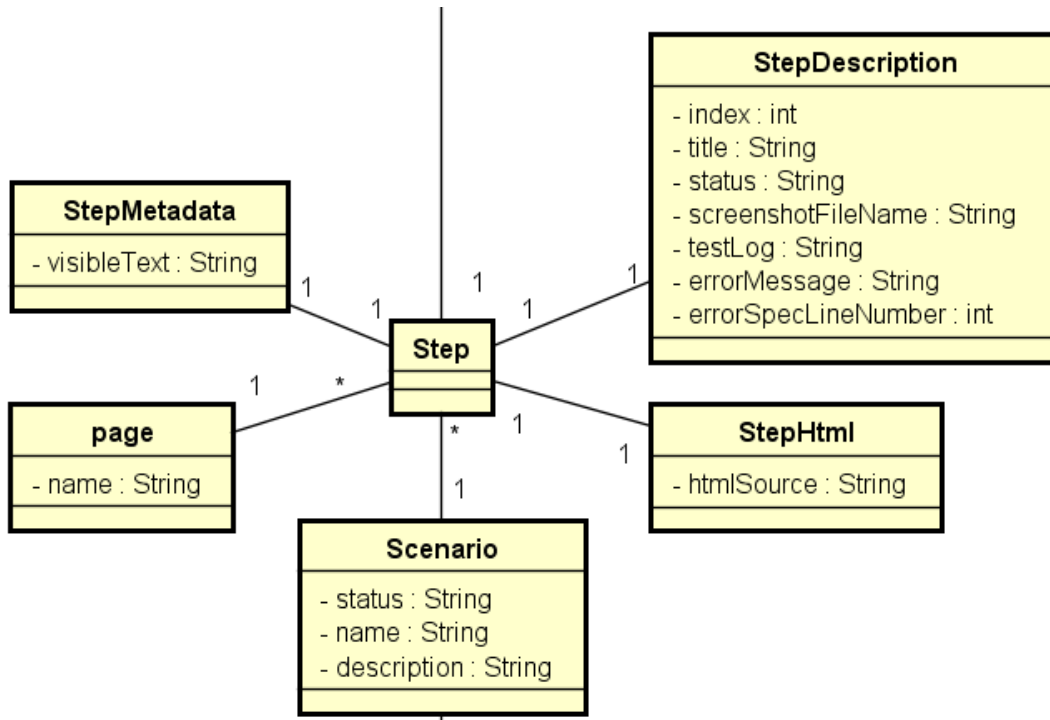 StepDescription
- index : int
- title : String
- status : String
- screenshotFileName : String
- testLog : String
- errorMessage : String
- errorSpecLineNumber : int
StepMetadata
- visibleText : String
1
1
1
1
1
Step
page
- name : String
1
*
*
1
1
1
StepHtml
- htmlSource : String
Scenario
- status : String
- name : String
- description : String